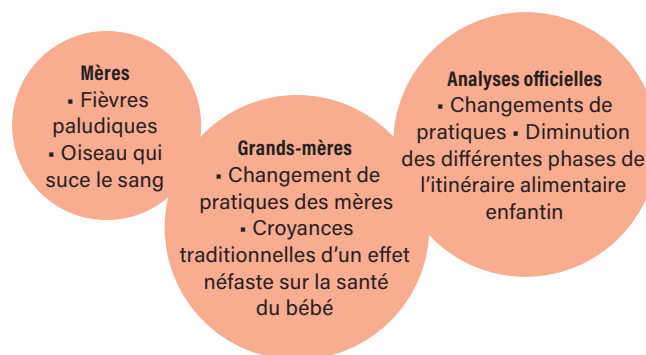 Mères
▪ Fièvres
paludiques
▪ Oiseau qui
suce le sang
Grands-mères
▪ Changement de
pratiques des mères
▪ Croyances
traditionnelles d’un effet
néfaste sur la santé
du bébé
Analyses officielles
▪ Changements de
pratiques ▪ Diminution
des différentes phases de
l’itinéraire alimentaire
enfantin